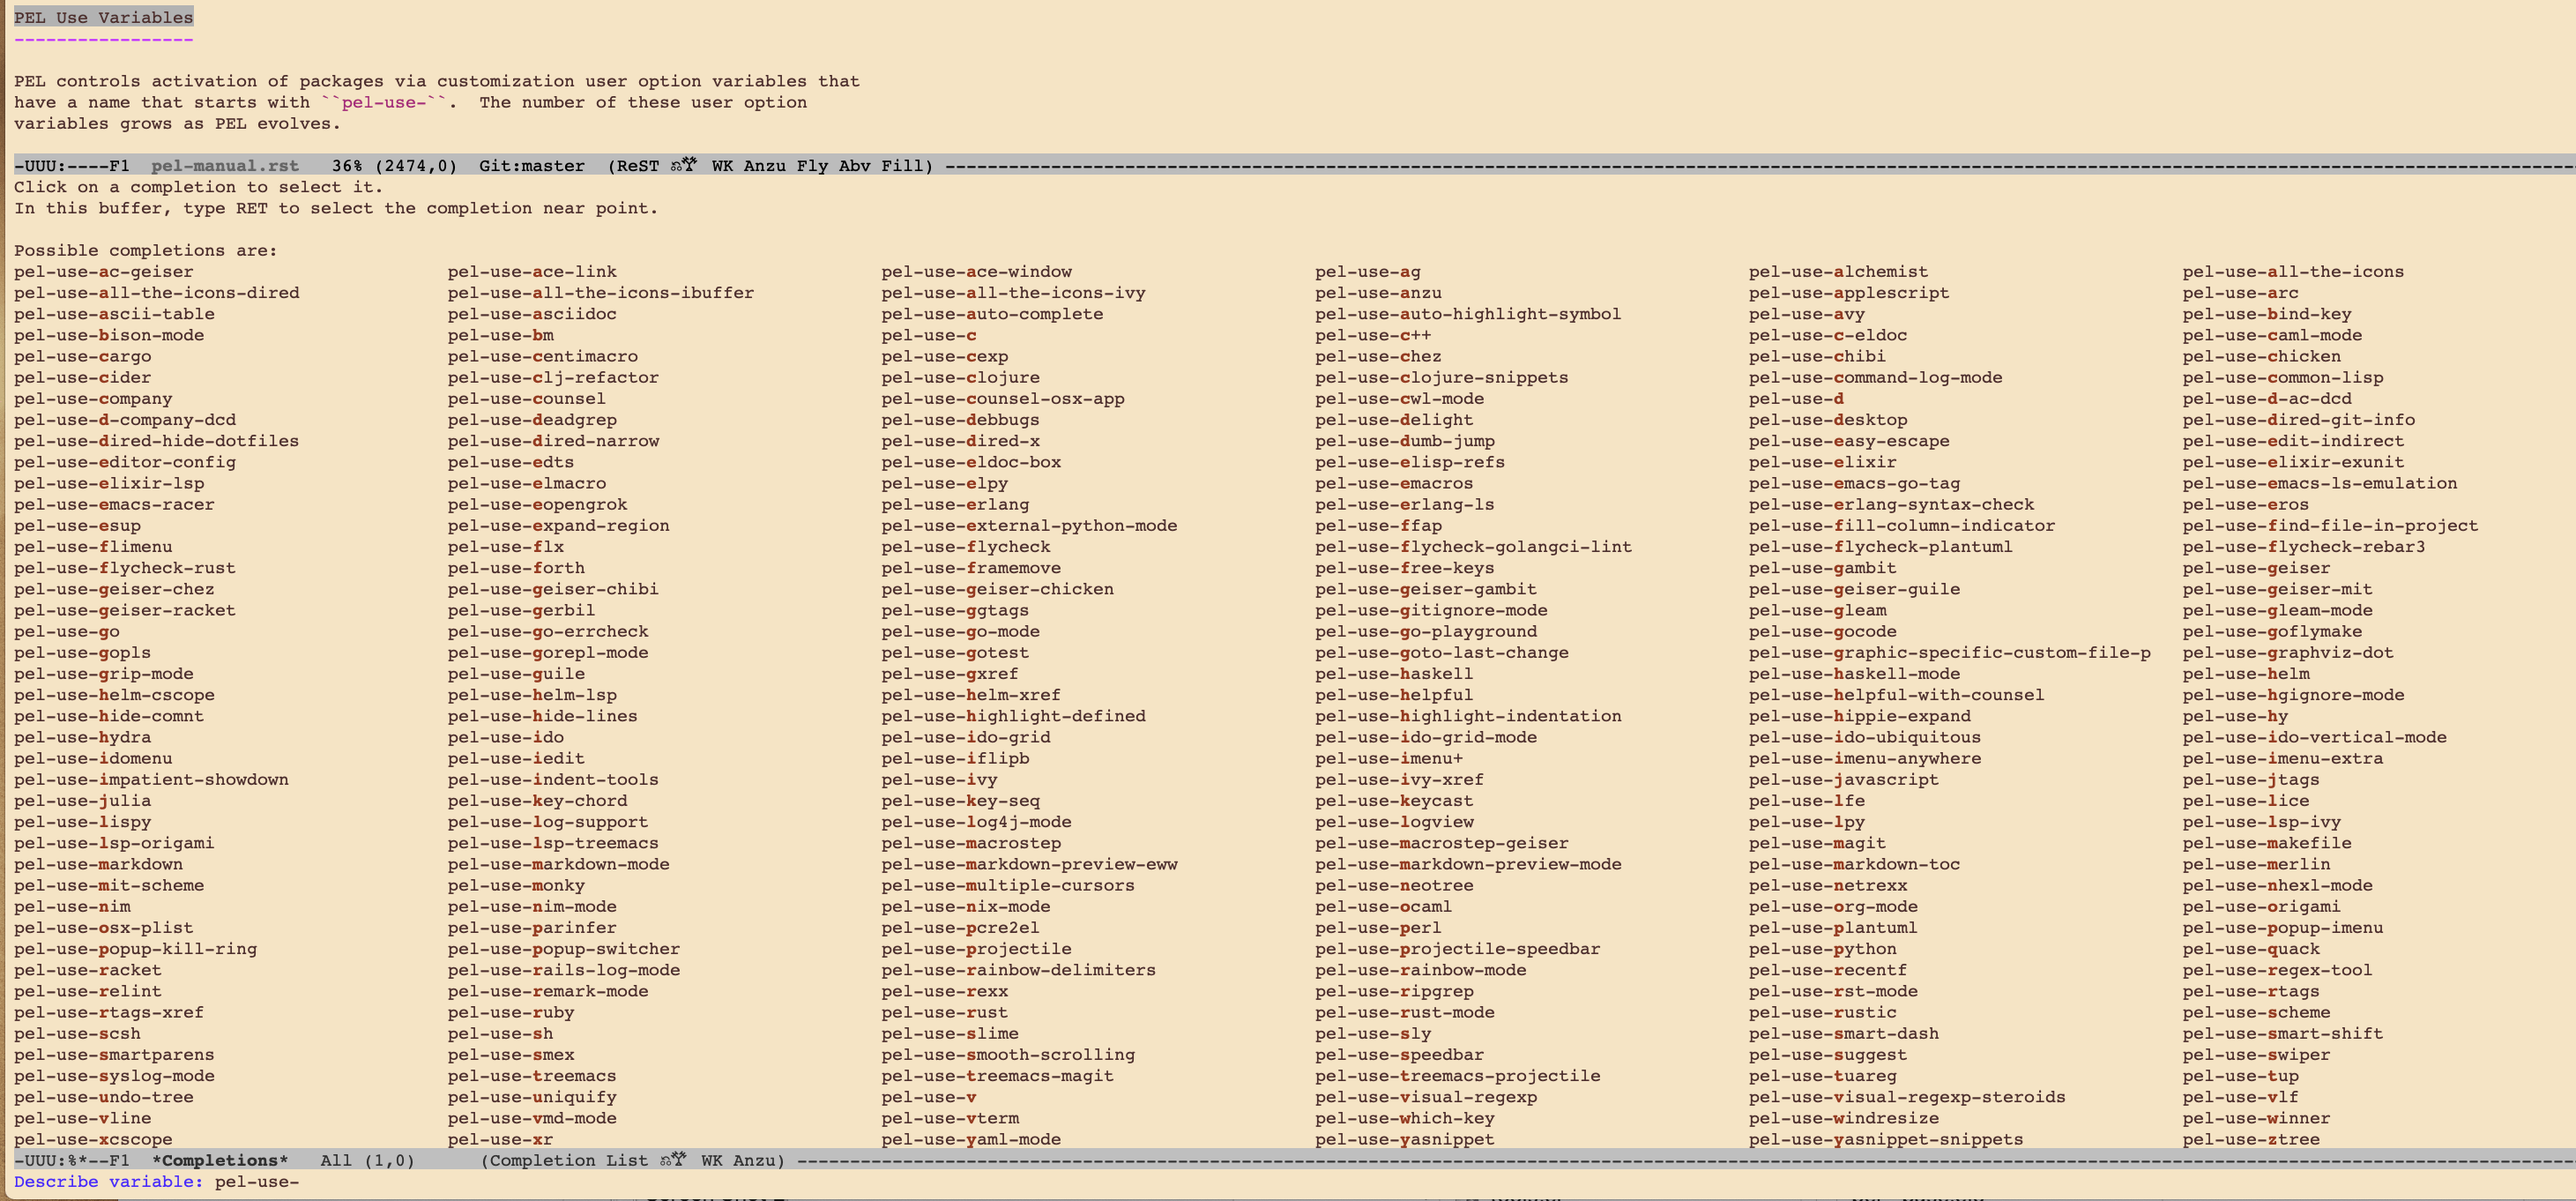 PEL Use Variables
-----------------
PEL controls activation of packages via customization user option variables that
have a name that starts with ``pel-use-``.  The number of these user option
variables grows as PEL evolves.
-UUU:----F1  pel-manual.rst   36% (2474,0)  Git:master  (ReST WK Anzu Fly Abv Fill) ----------
Click on a completion to select it.
In this buffer, type RET to select the completion near point.
Possible completions are:
pel-use-ac-geiser pel-use-ace-link pel-use-ace-window pel-use-ag pel-use-alchemist pel-use-all-the-icons
pel-use-all-the-icons-dired pel-use-all-the-icons-ibuffer pel-use-all-the-icons-ivy pel-use-anzu pel-use-applescript pel-use-arc
pel-use-ascii-table pel-use-asciidoc pel-use-auto-complete pel-use-auto-highlight-symbol pel-use-avy pel-use-bind-key
pel-use-bison-mode pel-use-bm pel-use-c pel-use-c++ pel-use-c-eldoc pel-use-caml-mode
pel-use-cargo pel-use-centimacro pel-use-cexp pel-use-chez pel-use-chibi pel-use-chicken
pel-use-cider pel-use-clj-refactor pel-use-clojure pel-use-clojure-snippets pel-use-command-log-mode pel-use-common-lisp
pel-use-company pel-use-counsel pel-use-counsel-osx-app pel-use-cwl-mode pel-use-d pel-use-d-ac-dcd
pel-use-d-company-dcd pel-use-deadgrep pel-use-debbugs pel-use-delight pel-use-desktop pel-use-dired-git-info
pel-use-dired-hide-dotfiles pel-use-dired-narrow pel-use-dired-x pel-use-dumb-jump pel-use-easy-escape pel-use-edit-indirect
pel-use-editor-config pel-use-edts pel-use-eldoc-box pel-use-elisp-refs pel-use-elixir pel-use-elixir-exunit
pel-use-elixir-lsp pel-use-elmacro pel-use-elpy pel-use-emacros pel-use-emacs-go-tag pel-use-emacs-ls-emulation
pel-use-emacs-racer pel-use-eopengrok pel-use-erlang pel-use-erlang-ls pel-use-erlang-syntax-check pel-use-eros
pel-use-esup pel-use-expand-region pel-use-external-python-mode pel-use-ffap pel-use-fill-column-indicator pel-use-find-file-in-project
pel-use-flimenu pel-use-flx pel-use-flycheck pel-use-flycheck-golangci-lint pel-use-flycheck-plantuml pel-use-flycheck-rebar3
pel-use-flycheck-rust pel-use-forth pel-use-framemove pel-use-free-keys pel-use-gambit pel-use-geiser
pel-use-geiser-chez pel-use-geiser-chibi pel-use-geiser-chicken pel-use-geiser-gambit pel-use-geiser-guile pel-use-geiser-mit
pel-use-geiser-racket pel-use-gerbil pel-use-ggtags pel-use-gitignore-mode pel-use-gleam pel-use-gleam-mode
pel-use-go pel-use-go-errcheck pel-use-go-mode pel-use-go-playground pel-use-gocode pel-use-goflymake
pel-use-gopls pel-use-gorepl-mode pel-use-gotest pel-use-goto-last-change pel-use-graphic-specific-custom-file-p pel-use-graphviz-dot
pel-use-grip-mode pel-use-guile pel-use-gxref pel-use-haskell pel-use-haskell-mode pel-use-helm
pel-use-helm-cscope pel-use-helm-lsp pel-use-helm-xref pel-use-helpful pel-use-helpful-with-counsel pel-use-hgignore-mode
pel-use-hide-comnt pel-use-hide-lines pel-use-highlight-defined pel-use-highlight-indentation pel-use-hippie-expand pel-use-hy
pel-use-hydra pel-use-ido pel-use-ido-grid pel-use-ido-grid-mode pel-use-ido-ubiquitous pel-use-ido-vertical-mode
pel-use-idomenu pel-use-iedit pel-use-iflipb pel-use-imenu+ pel-use-imenu-anywhere pel-use-imenu-extra
pel-use-impatient-showdown pel-use-indent-tools pel-use-ivy pel-use-ivy-xref pel-use-javascript pel-use-jtags
pel-use-julia pel-use-key-chord pel-use-key-seq pel-use-keycast pel-use-lfe pel-use-lice
pel-use-lispy pel-use-log-support pel-use-log4j-mode pel-use-logview pel-use-lpy pel-use-lsp-ivy
pel-use-lsp-origami pel-use-lsp-treemacs pel-use-macrostep pel-use-macrostep-geiser pel-use-magit pel-use-makefile
pel-use-markdown pel-use-markdown-mode pel-use-markdown-preview-eww pel-use-markdown-preview-mode pel-use-markdown-toc pel-use-merlin
pel-use-mit-scheme pel-use-monky pel-use-multiple-cursors pel-use-neotree pel-use-netrexx pel-use-nhexl-mode
pel-use-nim pel-use-nim-mode pel-use-nix-mode pel-use-ocaml pel-use-org-mode pel-use-origami
pel-use-osx-plist pel-use-parinfer pel-use-pcre2el pel-use-perl pel-use-plantuml pel-use-popup-imenu
pel-use-popup-kill-ring pel-use-popup-switcher pel-use-projectile pel-use-projectile-speedbar pel-use-python pel-use-quack
pel-use-racket pel-use-rails-log-mode pel-use-rainbow-delimiters pel-use-rainbow-mode pel-use-recentf pel-use-regex-tool
pel-use-relint pel-use-remark-mode pel-use-rexx pel-use-ripgrep pel-use-rst-mode pel-use-rtags
pel-use-rtags-xref pel-use-ruby pel-use-rust pel-use-rust-mode pel-use-rustic pel-use-scheme
pel-use-scsh pel-use-sh pel-use-slime pel-use-sly pel-use-smart-dash pel-use-smart-shift
pel-use-smartparens pel-use-smex pel-use-smooth-scrolling pel-use-speedbar pel-use-suggest pel-use-swiper
pel-use-syslog-mode pel-use-treemacs pel-use-treemacs-magit pel-use-treemacs-projectile pel-use-tuareg pel-use-tup
pel-use-undo-tree pel-use-uniquify pel-use-v pel-use-visual-regexp pel-use-visual-regexp-steroids pel-use-vlf
pel-use-vline pel-use-vmd-mode pel-use-vterm pel-use-which-key pel-use-windresize pel-use-winner
pel-use-xcscope pel-use-xr pel-use-yaml-mode pel-use-yasnippet pel-use-yasnippet-snippets pel-use-ztree
-UUU:%*--F1  *Completions*   All (1,0)      (Completion List WK Anzu) ----------
Describe variable: pel-use-